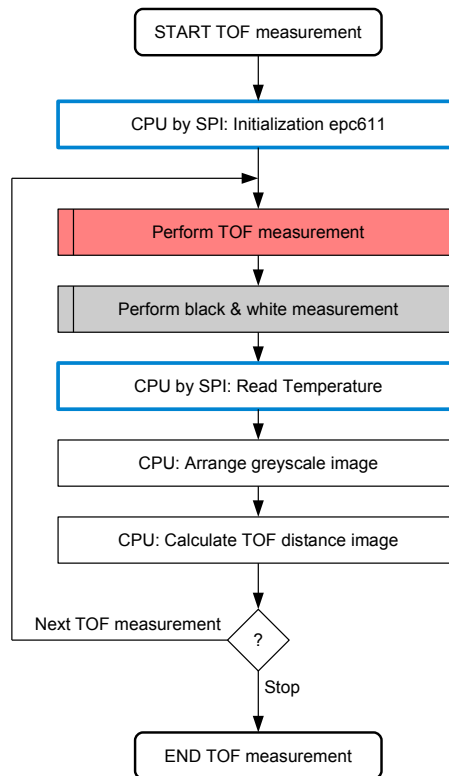 START TOF measurement
CPU by SPI: Initialization epc611
Perform TOF measurement
Perform black & white measurement
CPU by SPI: Read Temperature
CPU: Arrange greyscale image
CPU: Calculate TOF distance image
Next TOF measurement
?
Stop
END TOF measurement